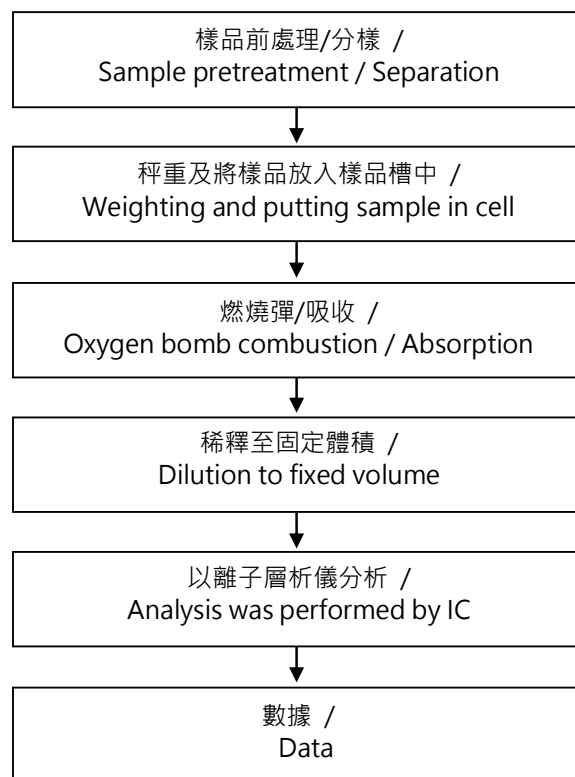 樣品前處理/分樣 /
Sample pretreatment / Separation
秤重及將樣品放入樣品槽中 /
Weighting and putting sample in cell
燃燒彈/吸收 /
Oxygen bomb combustion / Absorption
稀釋至固定體積 /
Dilution to fixed volume
以離子層析儀分析 /
Analysis was performed by IC
數據 /
Data